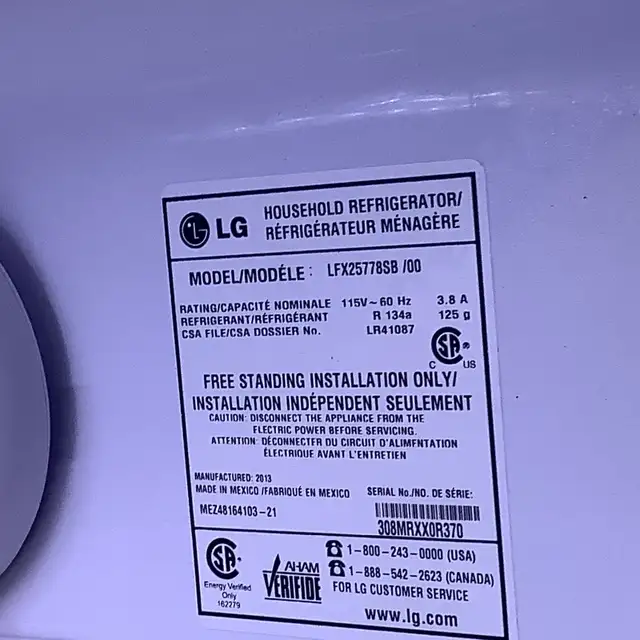 LG
HOUSEHOLD REFRIGERATOR/
RÉFRIGÉRATEUR MÉNAGÈRE
MODEL/MODÉLE : LFX25778SB /00
RATING/CAPACITÉ NOMINALE 115V~60 Hz 3.8 A
REFRIGERANT/RÉFRIGÉRANT R 134a 125 g
CSA FILE/CSA DOSSIER No. LR41087
C SA ® US
FREE STANDING INSTALLATION ONLY/
INSTALLATION INDÉPENDENT SEULEMENT
CAUTION: DISCONNECT THE APPLIANCE FROM THE
ELECTRIC POWER BEFORE SERVICING.
ATTENTION: DÉCONNECTER DU CIRCUIT D'ALIMENTATION
ÉLECTRIQUE AVANT L'ENTRETIEN
MANUFACTURED: 2013
MADE IN MEXICO /FABRIQUÉ EN MEXICO
SERIAL No./NO. DE SÉRIE:
MEZ48164103-21
308MRXX0R370
SA
Energy Verified
Only
162279
AHAM
VERIFIDE
1-800-243-0000 (USA)
1-888-542-2623 (CANADA)
FOR LG CUSTOMER SERVICE
www.lg.com